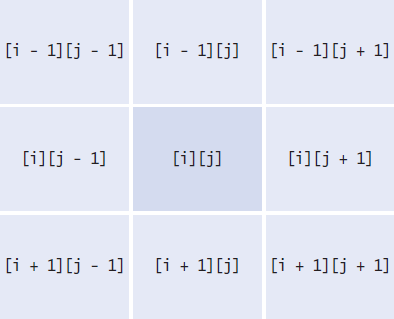 [i - 1][j - 1] [i - 1][j] [i - 1][j + 1]
[i][j - 1] [i][j] [i][j + 1]
[i + 1][j - 1] [i + 1][j] [i + 1][j + 1]